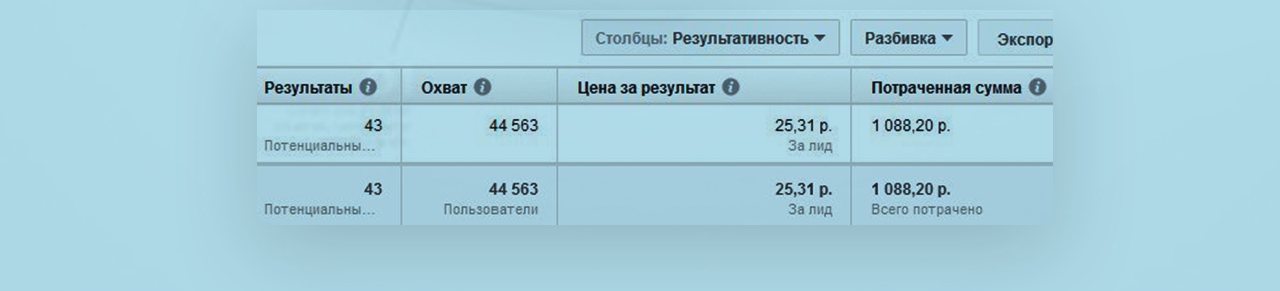 Столбцы: Результативность Разбивка Экспор
Результаты Охват Цена за результат Потраченная сумма
43 44 563 25,31 р. 1 088,20 р.
Потенциальны... За лид
43 44 563 25,31 р. 1 088,20 р.
Потенциальны... Пользователи За лид Всего потрачено